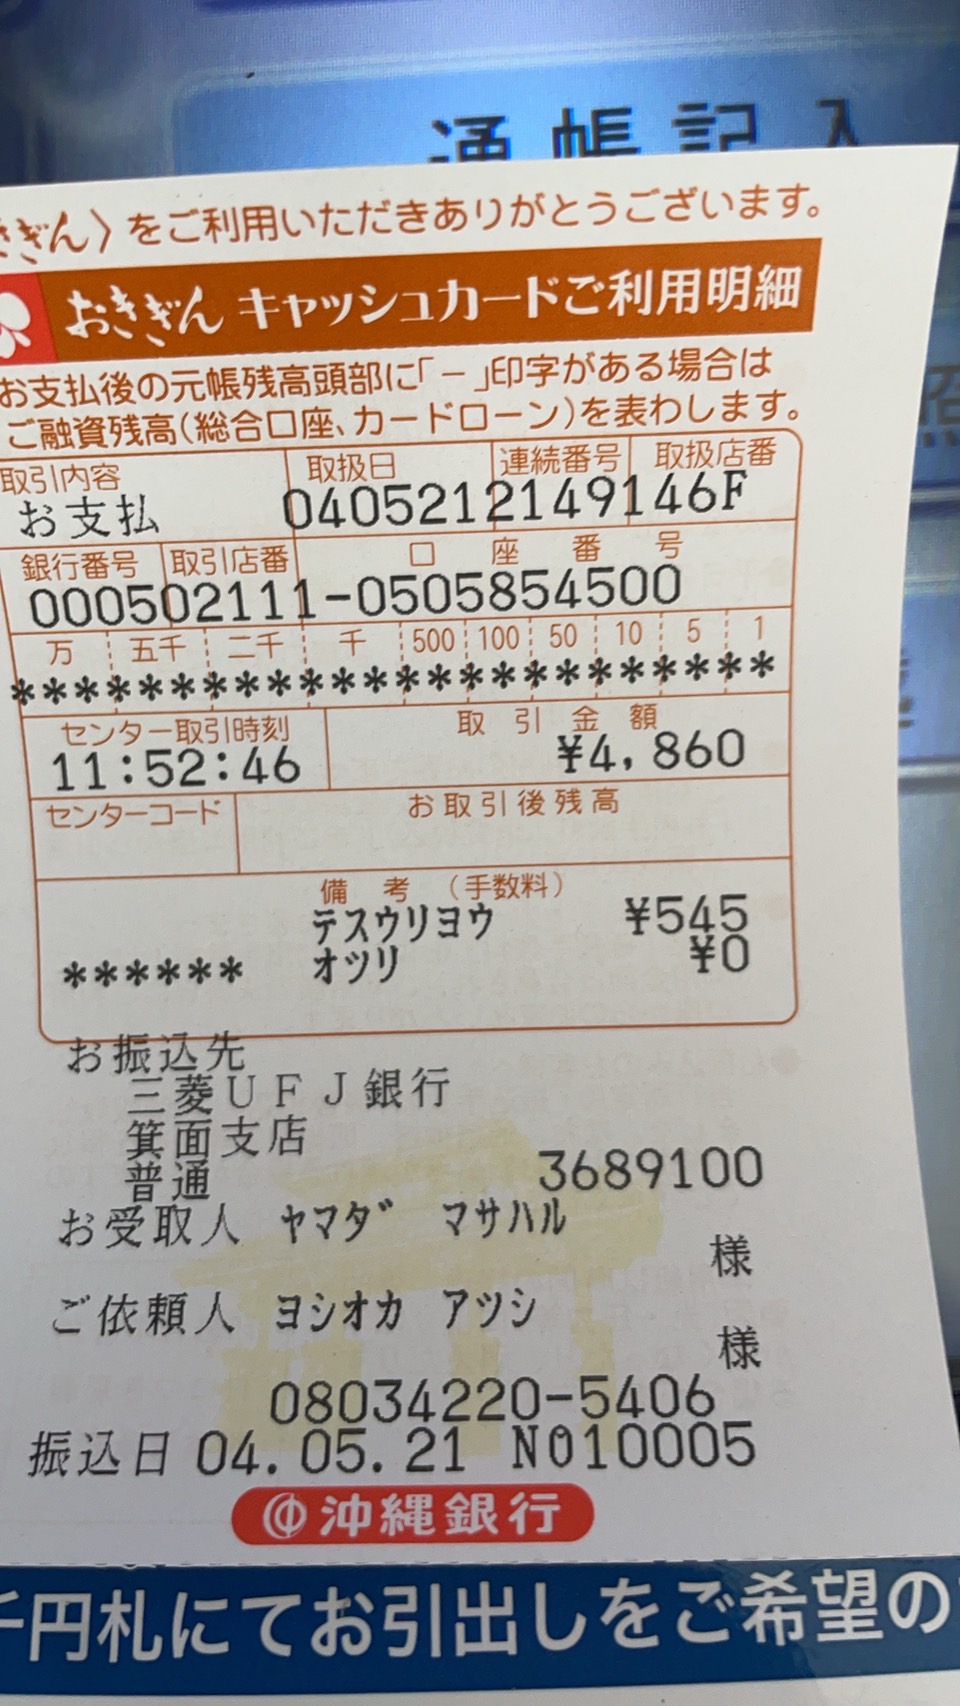 通帳記入
きぎん〉をご利用いただきありがとうございます。
おきぎん キャッシュカードご利用明細
お支払後の元帳残高頭部に「－」印字がある場合は
ご融資残高(総合口座、カードローン)を表わします。
取引内容 取扱日 連続番号 取扱店番
お支払 0405212149146F
銀行番号 取引店番 口座番号
000502111-0505854500
万 五千 二千 千 500 100 50 10 5 1
************************
センター取引時刻 取引金額
11:52:46 ¥4,860
センターコード お取引後残高
備考(手数料)
テスウリヨウ ¥545
****** オツリ ¥0
お振込先
三菱UFJ銀行
箕面支店
普通 3689100
お受取人 ヤマダ マサハル
様
ご依頼人 ヨシオカ アツシ
様
08034220-5406
振込日 04.05.21 NO10005
沖縄銀行
千円札にてお引出しをご希望の